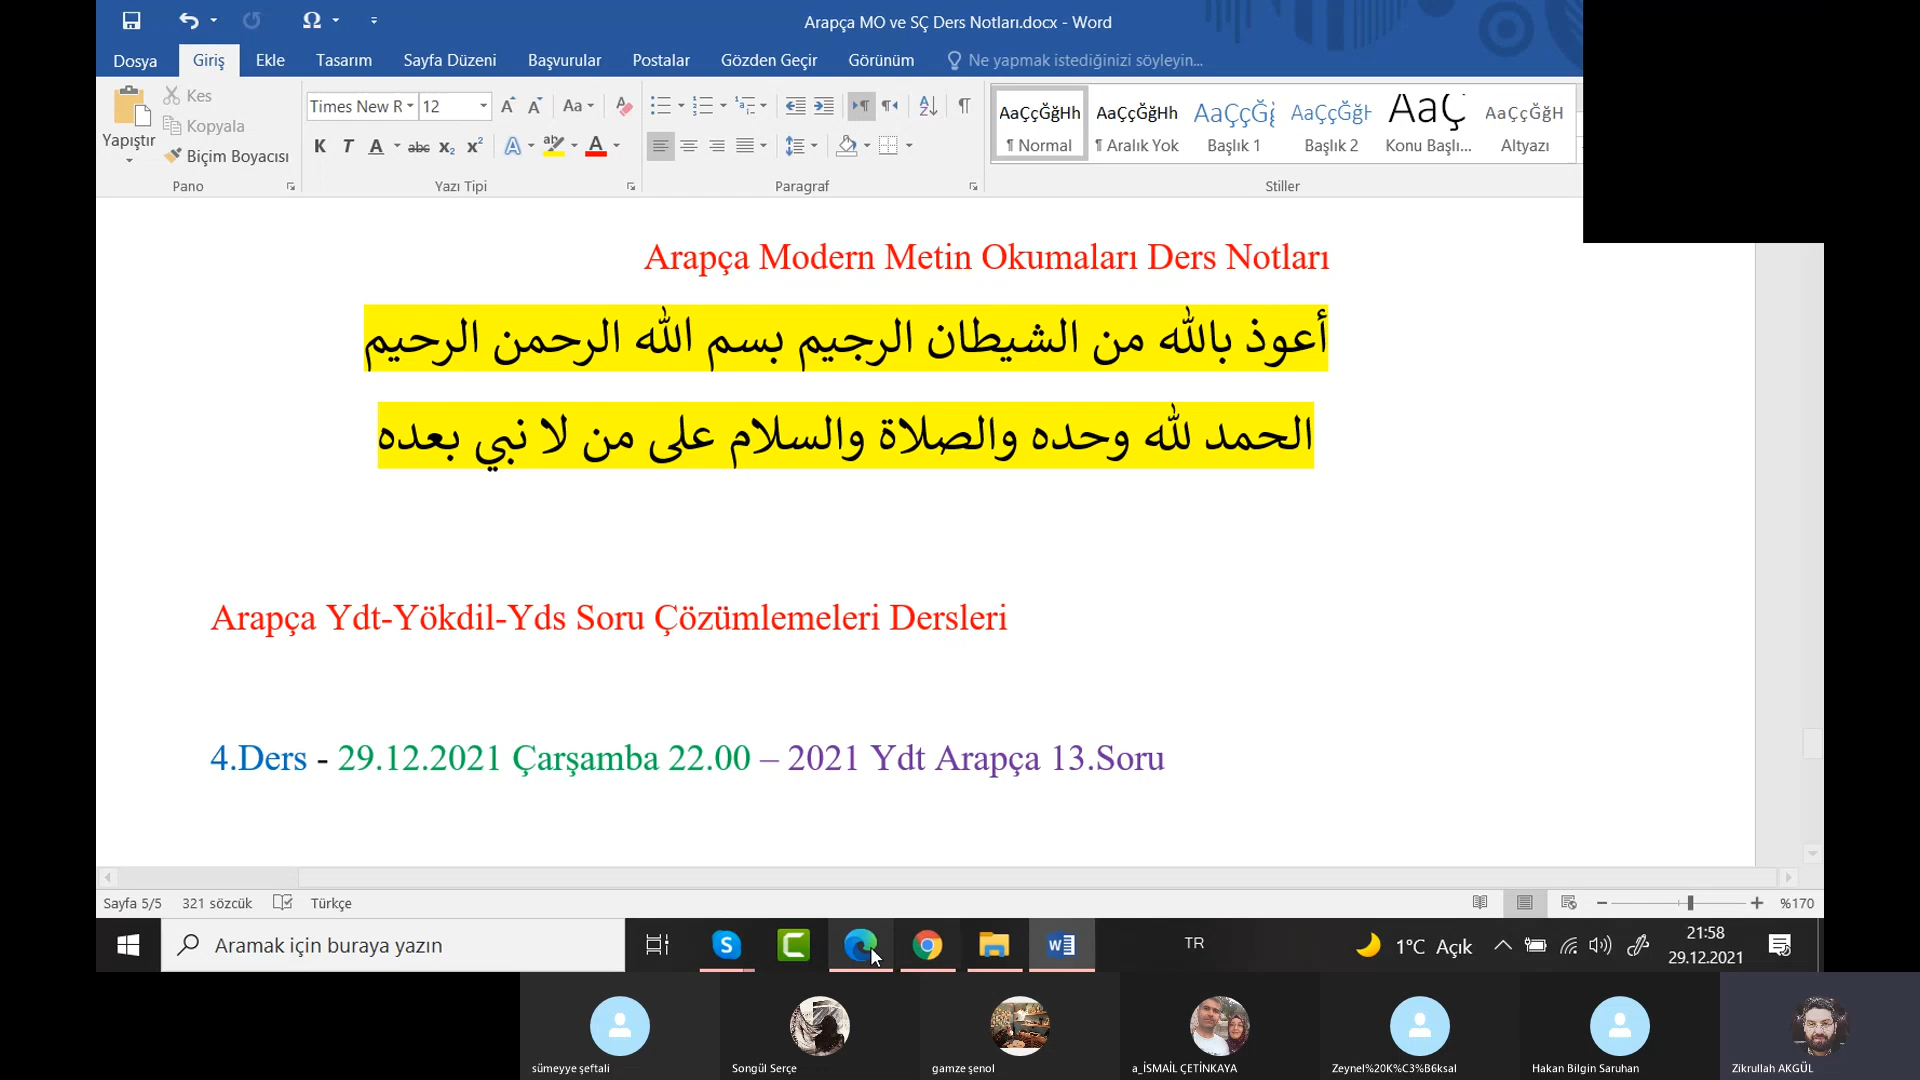 Arapça MO ve SÇ Ders Notları.docx - Word
Dosya Giriş Ekle Tasarım Sayfa Düzeni Başvurular Postalar Gözden Geçir Görünüm Ne yapmak istediğinizi söyleyin...
Yapıştır
Kes
Kopyala
Biçim Boyacısı
Pano
Times New R 12
Yazı Tipi
Paragraf
AaÇçĞğHh AaÇçĞğHh AaÇçĞğ AaÇçĞğH AaÇ AaÇçĞğH
¶ Normal ¶ Aralık Yok Başlık 1 Başlık 2 Konu Başlı... Altyazı
Stiller
Arapça Modern Metin Okumaları Ders Notları
أعوذ بالله من الشيطان الرجيم بسم الله الرحمن الرحيم
الحمد لله وحده والصلاة والسلام على من لا نبي بعده
Arapça Ydt-Yökdil-Yds Soru Çözümlemeleri Dersleri
4.Ders - 29.12.2021 Çarşamba 22.00 – 2021 Ydt Arapça 13.Soru
Sayfa 5/5 321 sözcük Türkçe %170
Aramak için buraya yazın TR 1°C Açık 21:58
29.12.2021
sümeyye şeftali
Songül Serçe
gamze şenol
a_İSMAİL ÇETİNKAYA
Zeynel%20K%C3%B6ksal
Hakan Bilgin Saruhan
Zikrullah AKGÜL